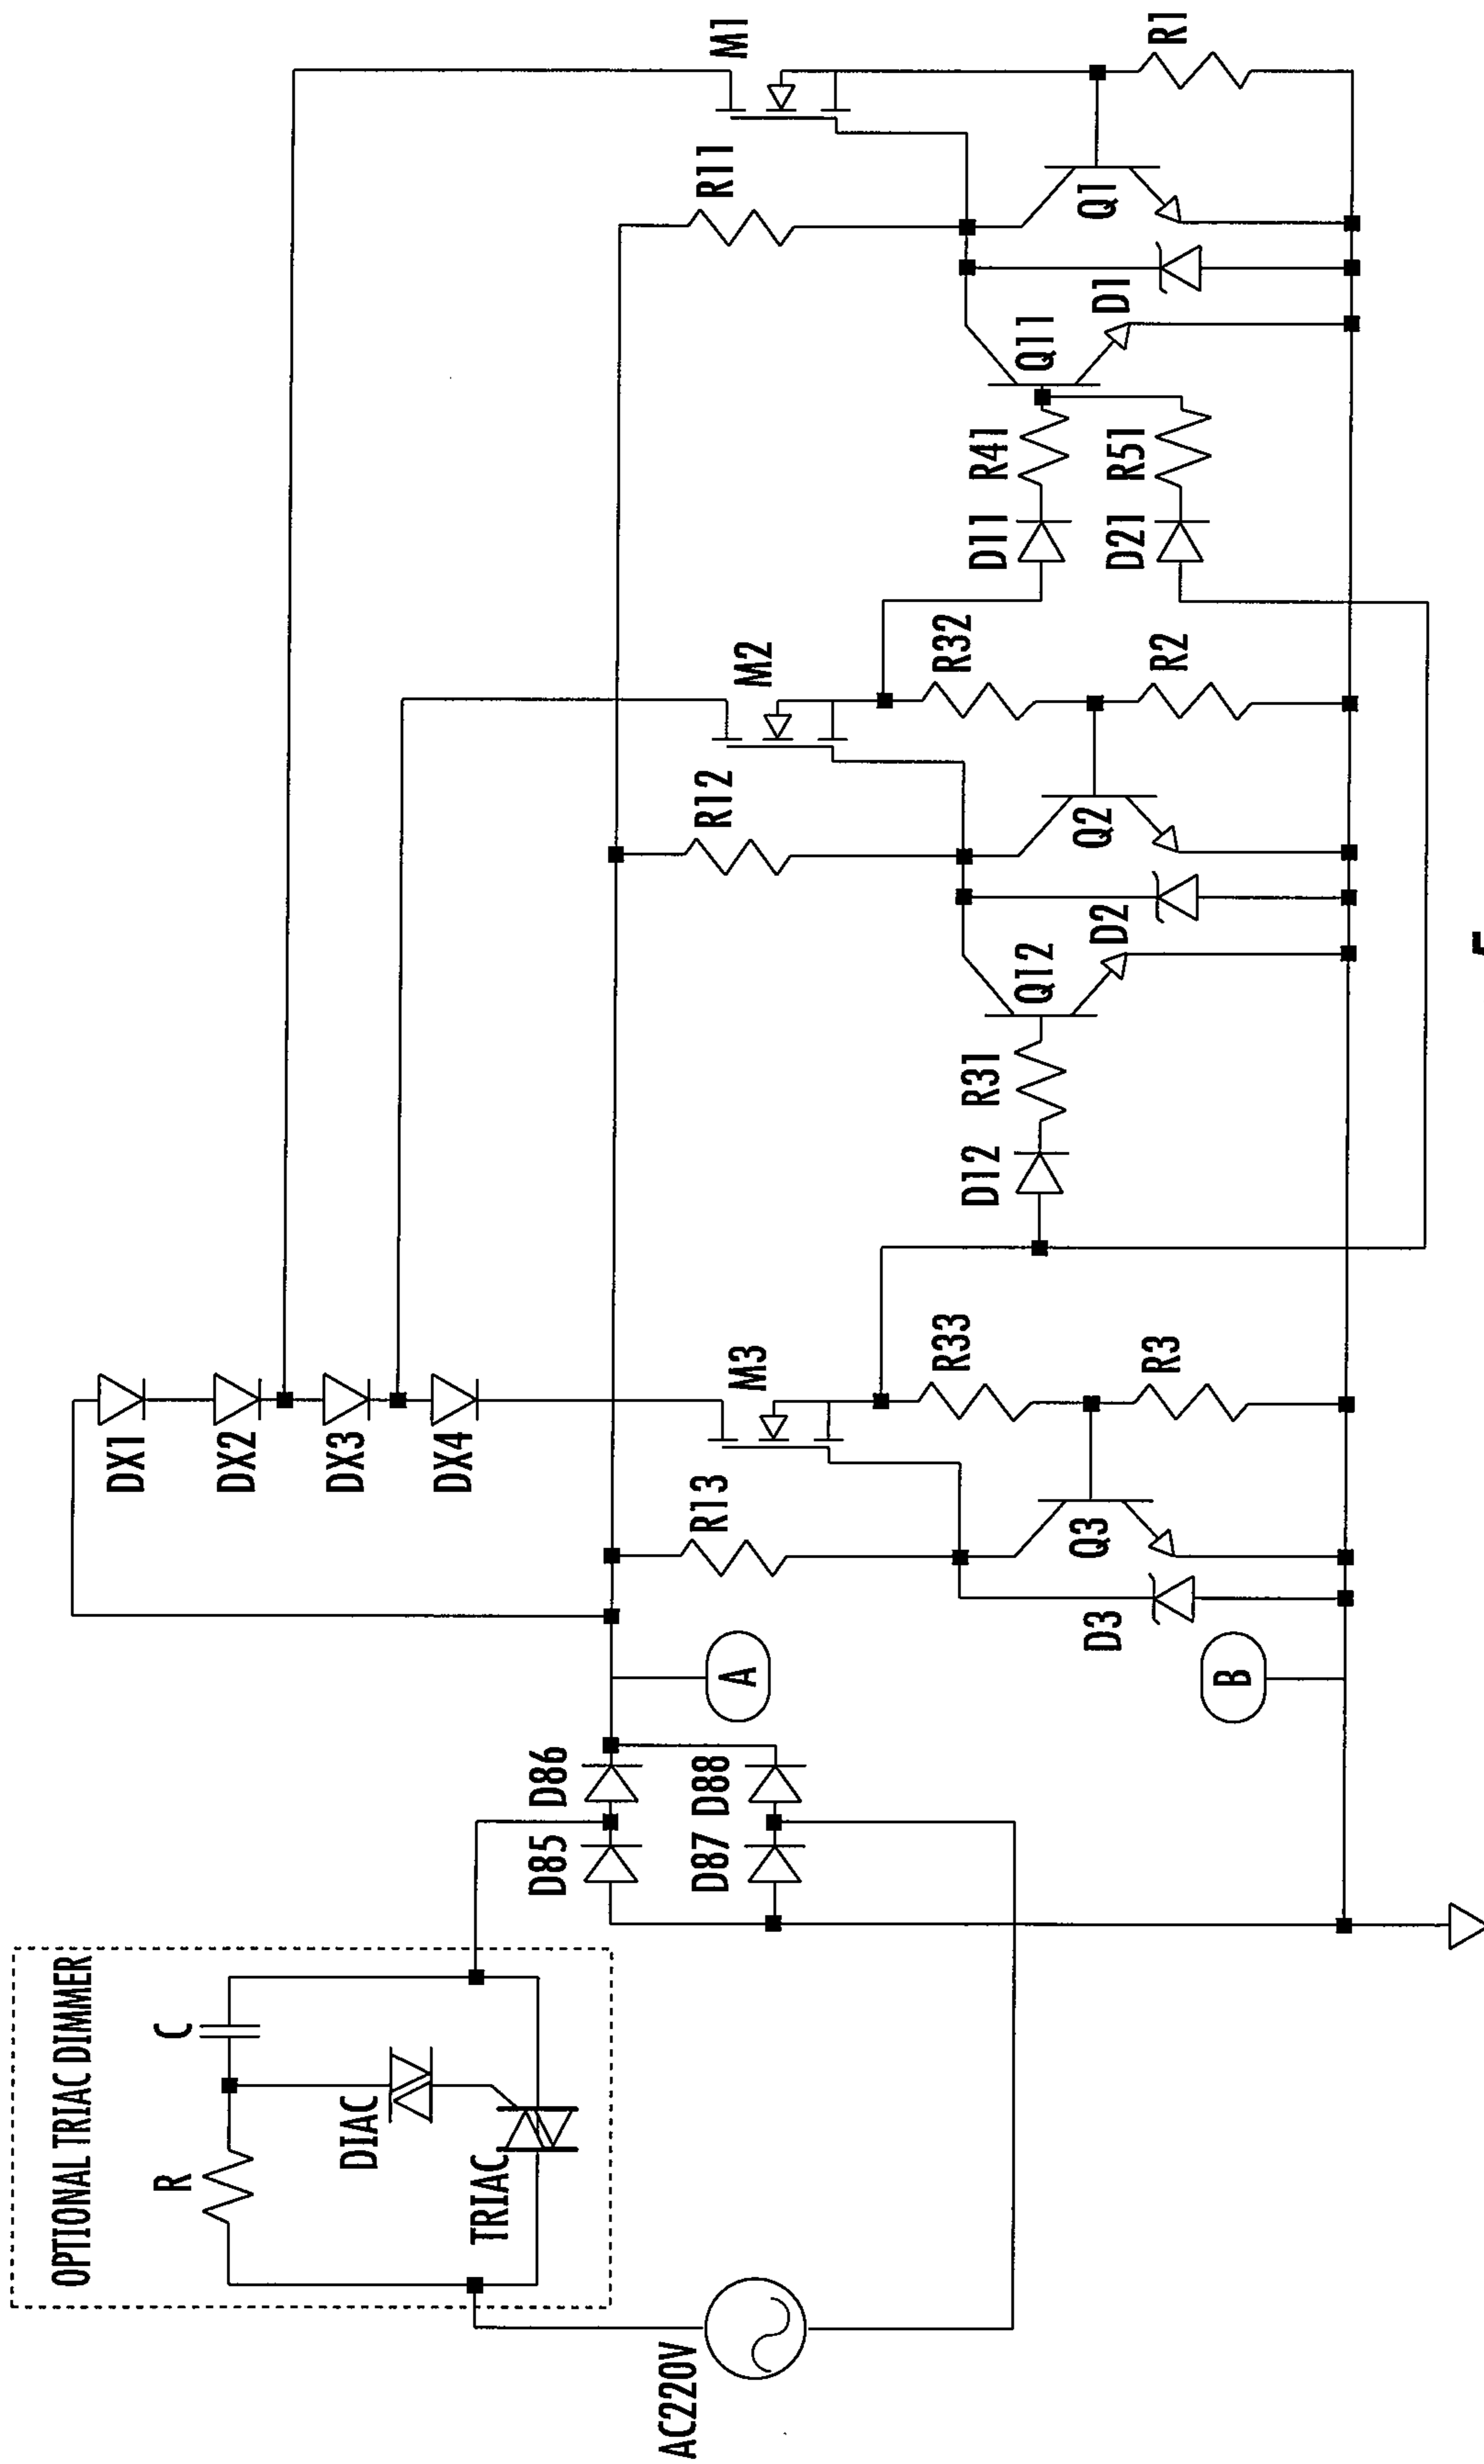 OPTIONAL TRIAC DIMMER
R
C
DIAC
TRIAC
AC220V
D85
D86
D87
D88
A
B
DX1
DX2
DX3
DX4
R13
M3
R33
Q3
R3
D3
D12
R31
Q12
R12
M2
R32
Q2
R2
D2
D11
R41
D21
R51
Q11
R11
M1
Q1
R1
D1